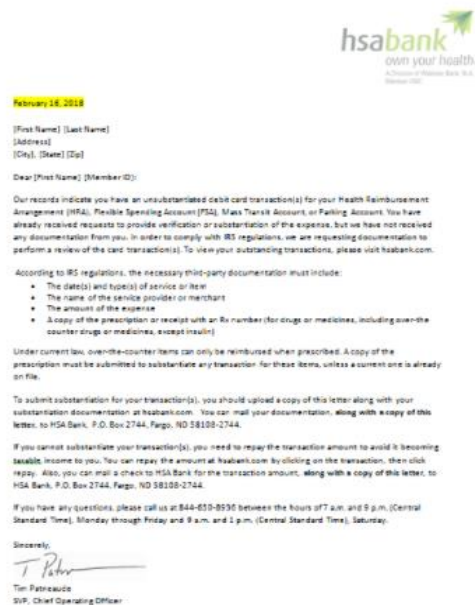 hsabank
own your health
A Division of Webster Bank, N.A.
Member FDIC
February 16, 2018
[First Name] [Last Name]
[Address]
[City], [State] [Zip]
Dear [First Name] [Member ID]:
Our records indicate you have an unsubstantiated debit card transaction(s) for your Health Reimbursement
Arrangement (HRA), Flexible Spending Account (FSA), Mass Transit Account, or Parking Account. You have
already received requests to provide verification or substantiation of the expense, but we have not received
any documentation from you. In order to comply with IRS regulations, we are requesting documentation to
perform a review of the card transaction(s). To view your outstanding transactions, please visit hsabank.com.
According to IRS regulations, the necessary third-party documentation must include:
• The date(s) and type(s) of service or item
• The name of the service provider or merchant
• The amount of the expense
• A copy of the prescription or receipt with an Rx number (for drugs or medicines, including over-the
counter drugs or medicines, except insulin)
Under current law, over-the-counter items can only be reimbursed when prescribed. A copy of the
prescription must be submitted to substantiate any transaction for these items, unless a current one is already
on file.
To submit substantiation for your transaction(s), you should upload a copy of this letter along with your
substantiation documentation at hsabank.com. You can mail your documentation, along with a copy of this
letter, to HSA Bank, P.O. Box 2744, Fargo, ND 58108-2744.
If you cannot substantiate your transaction(s), you need to repay the transaction amount to avoid it becoming
taxable, income to you. You can repay the amount at hsabank.com by clicking on the transaction, then click
repay. Also, you can mail a check to HSA Bank for the transaction amount, along with a copy of this letter, to
HSA Bank, P.O. Box 2744, Fargo, ND 58108-2744.
If you have any questions, please call us at 844-650-8936 between the hours of 7 a.m. and 9 p.m. (Central
Standard Time), Monday through Friday and 9 a.m. and 1 p.m. (Central Standard Time), Saturday.
Sincerely,
Tim Patneaude
SVP, Chief Operating Officer